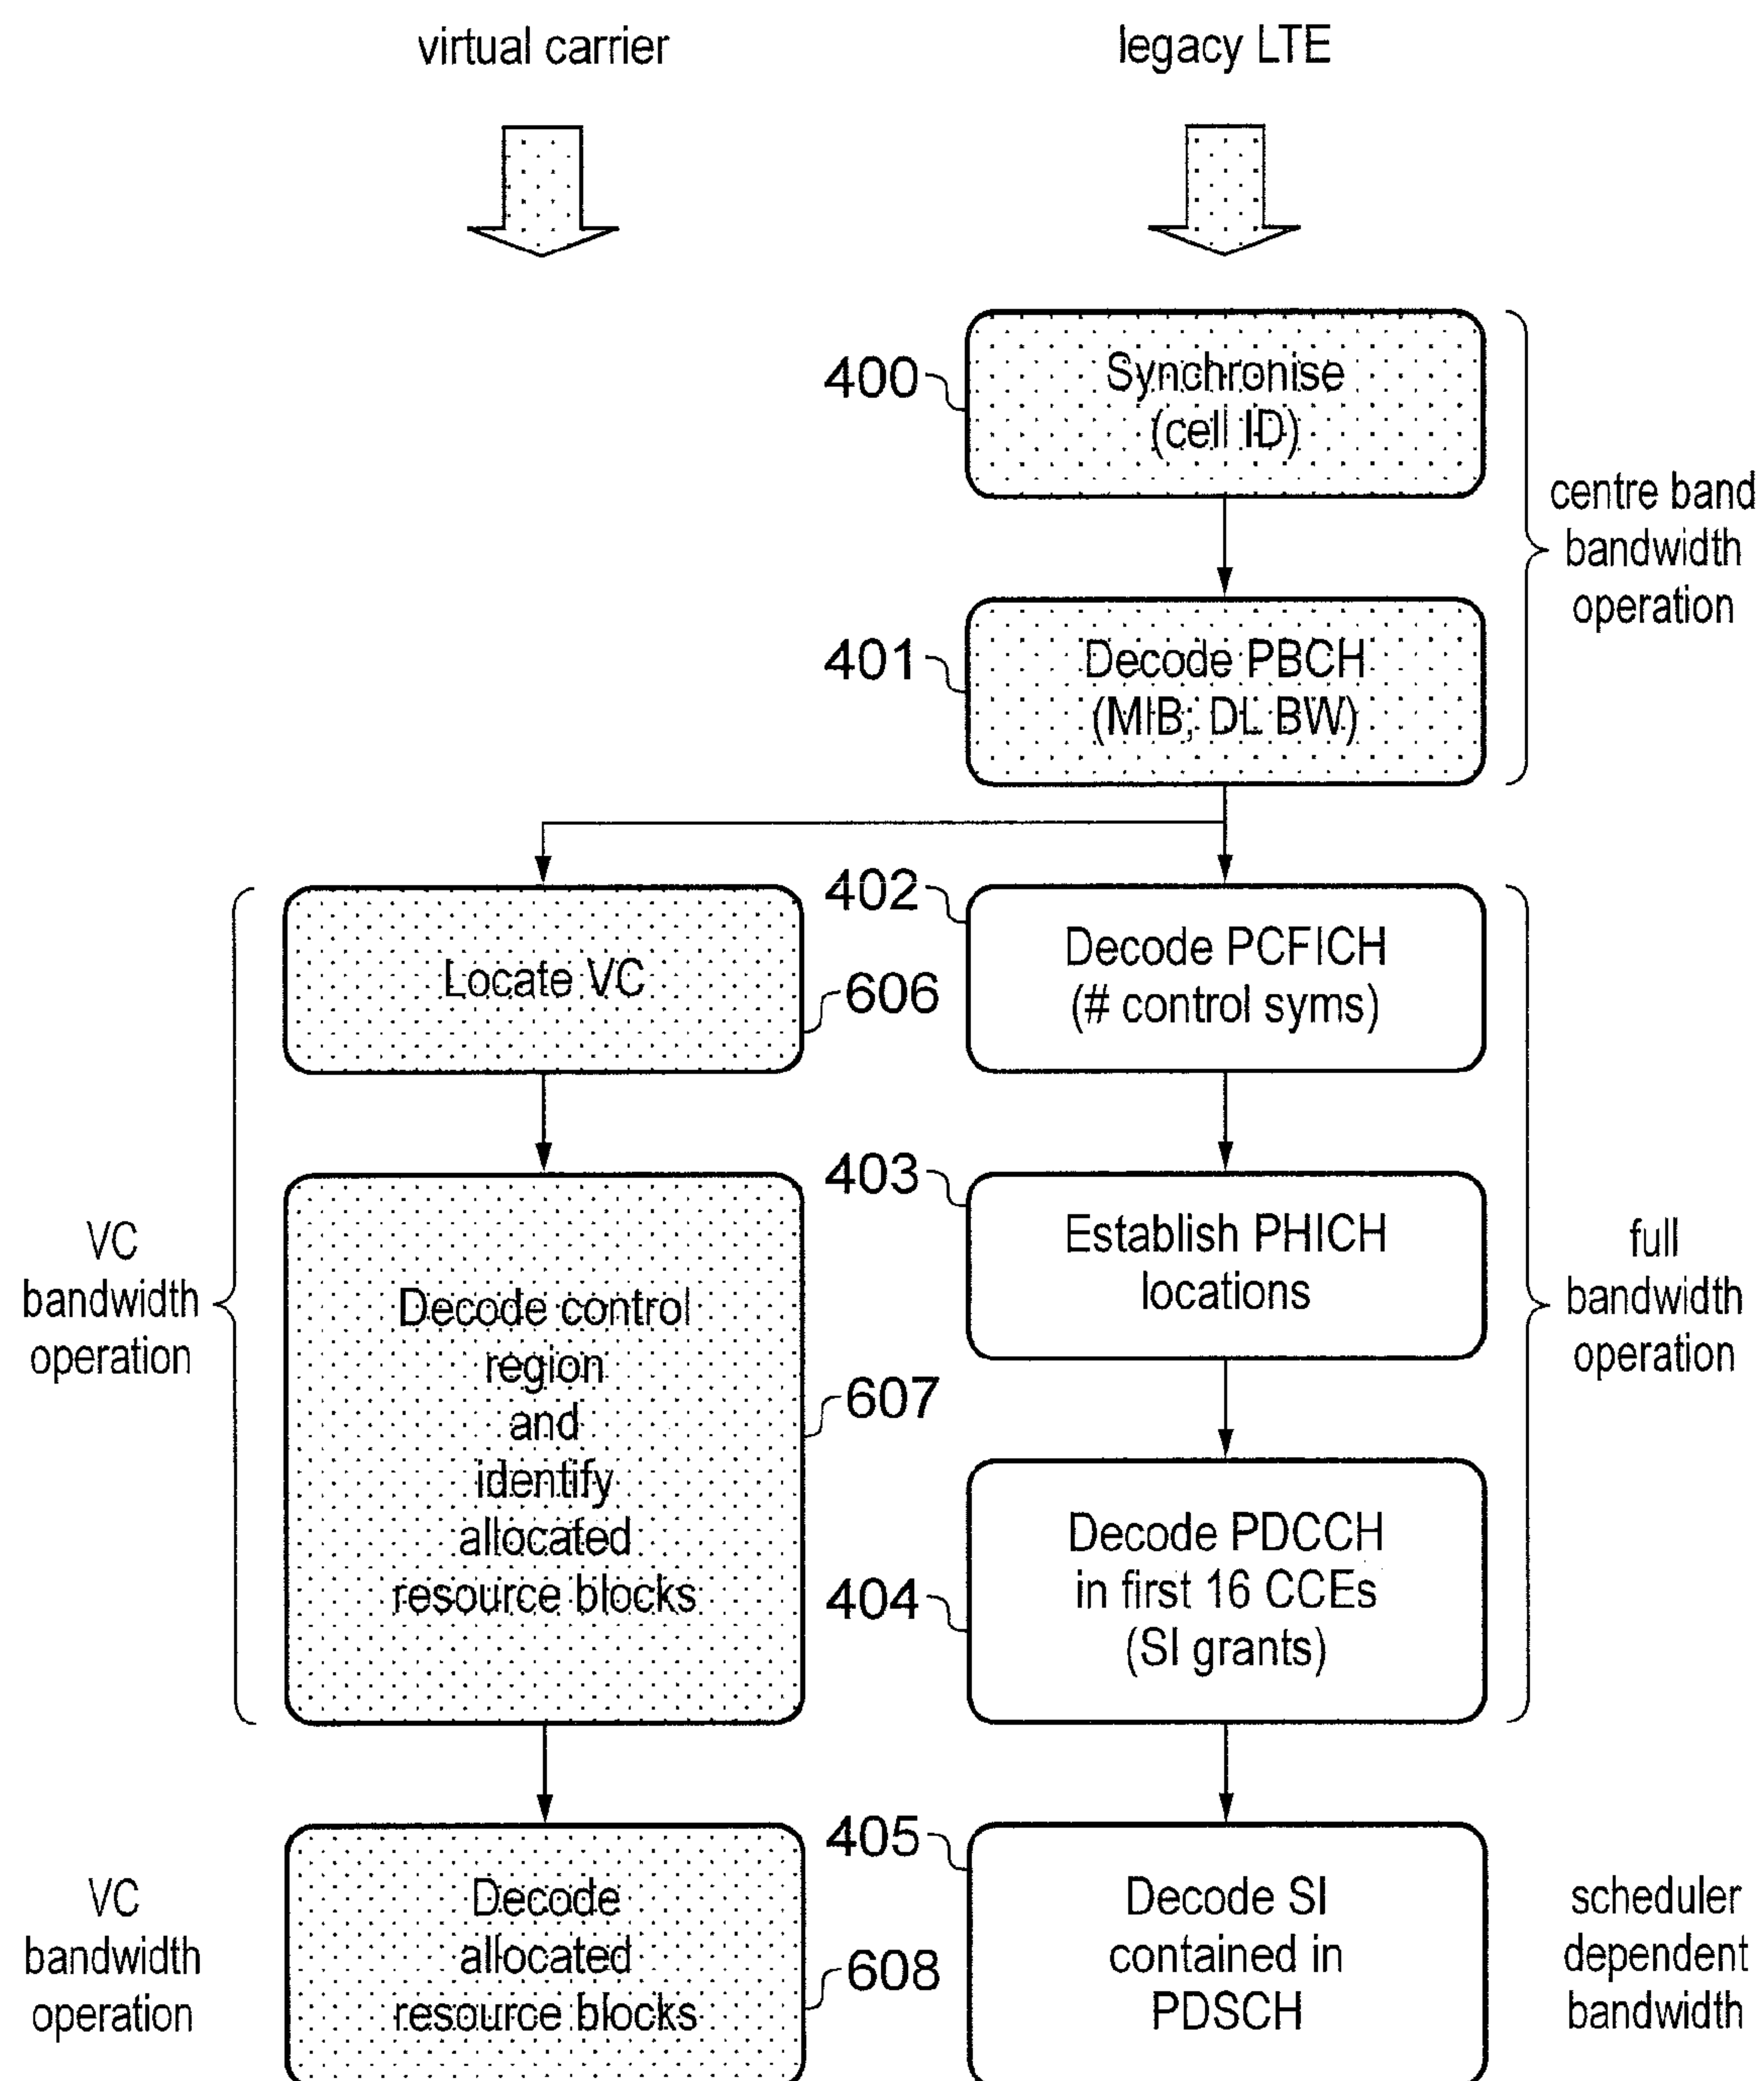 virtual carrier
legacy LTE
400
Synchronise
(cell ID)
centre band
bandwidth
operation
401
Decode PBCH
(MIB; DL BW)
Locate VC
606
402
Decode PCFICH
(# control syms)
VC
bandwidth
operation
Decode control
region
and
identify
allocated
resource blocks
607
403
Establish PHICH
locations
full
bandwidth
operation
404
Decode PDCCH
in first 16 CCEs
(SI grants)
VC
bandwidth
operation
Decode
allocated
resource blocks
608
405
Decode SI
contained in
PDSCH
scheduler
dependent
bandwidth